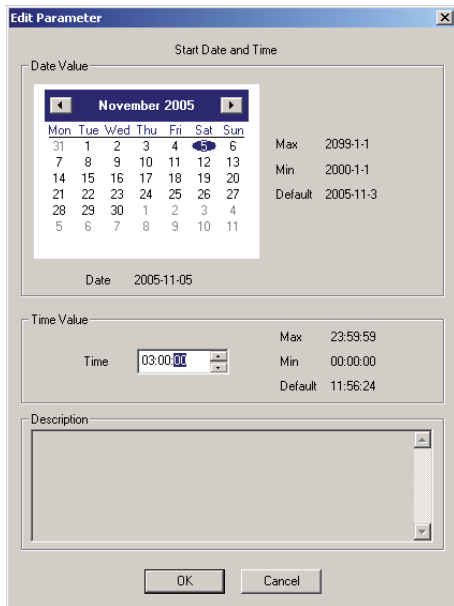 Edit Parameter
Start Date and Time
Date Value
November 2005
Mon Tue Wed Thu Fri Sat Sun
31 1 2 3 4 5 6
7 8 9 10 11 12 13
14 15 16 17 18 19 20
21 22 23 24 25 26 27
28 29 30 1 2 3 4
5 6 7 8 9 10 11
Max 2099-1-1
Min 2000-1-1
Default 2005-11-3
Date 2005-11-05
Time Value
Time 03:00:00
Max 23:59:59
Min 00:00:00
Default 11:56:24
Description
OK Cancel